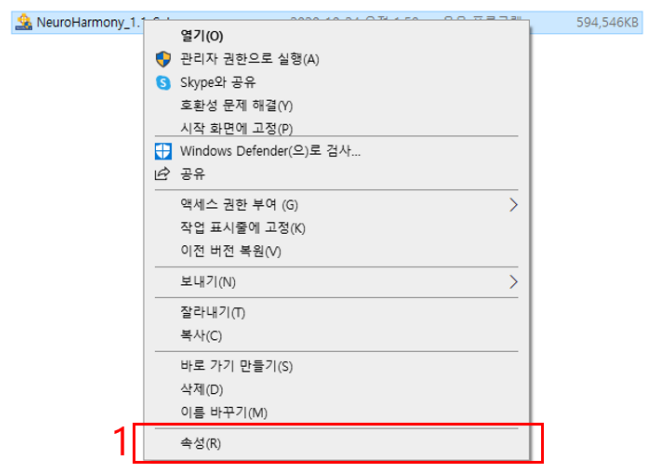 NeuroHarmony_1.1
594,546KB
열기(O)
관리자 권한으로 실행(A)
Skype와 공유
호환성 문제 해결(Y)
시작 화면에 고정(P)
Windows Defender(으)로 검사...
공유
액세스 권한 부여 (G)
작업 표시줄에 고정(K)
이전 버전 복원(V)
보내기(N)
잘라내기(T)
복사(C)
바로 가기 만들기(S)
삭제(D)
이름 바꾸기(M)
1
속성(R)